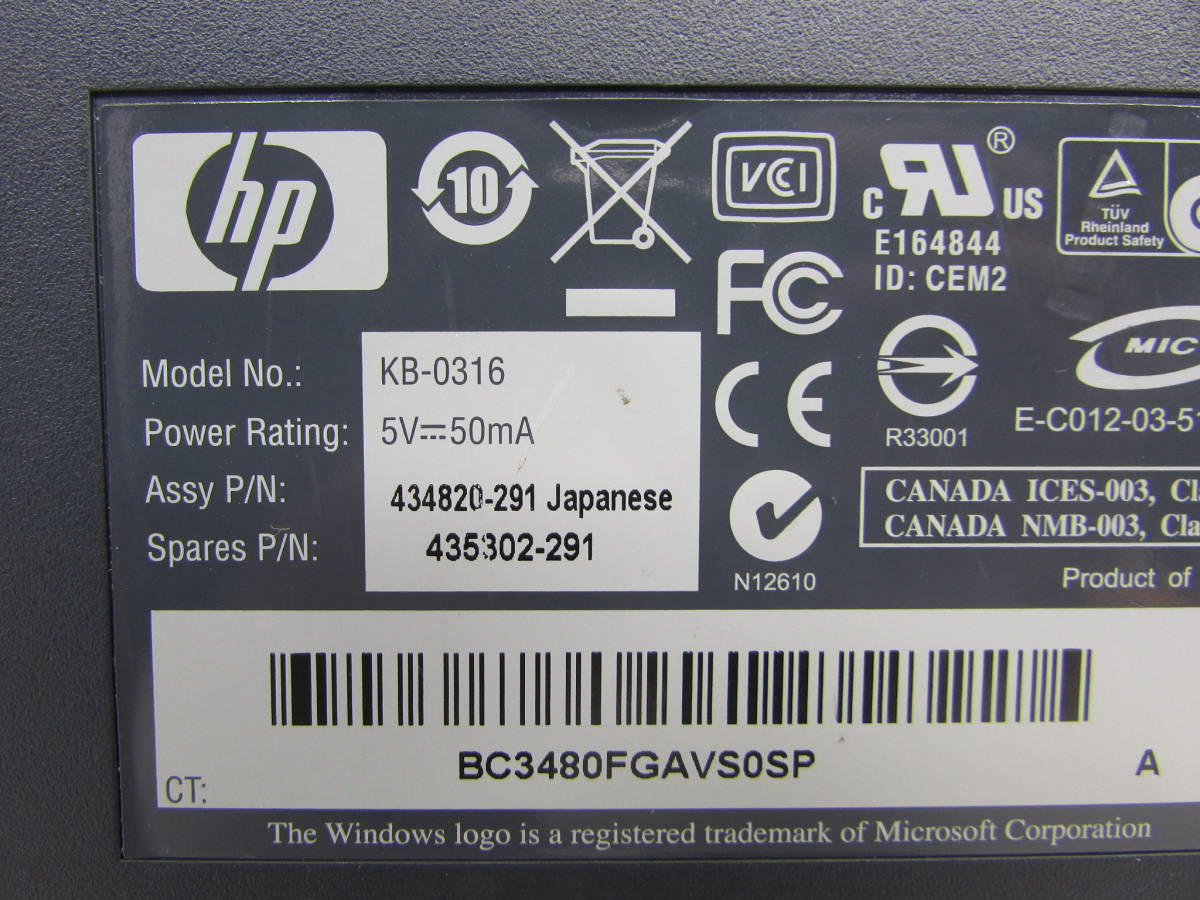 hp
10
VCI
C UL US ®
E164844
ID: CEM2
TÜV
Rheinland
Product Safety
FC
CE
MIC
R33001
E-C012-03-51
N12610
Model No.: KB-0316
Power Rating: 5V⎓50mA
Assy P/N: 434820-291 Japanese
Spares P/N: 435302-291
CANADA ICES-003, Cl
CANADA NMB-003, Cla
Product of
BC3480FGAVS0SP
A
CT:
The Windows logo is a registered trademark of Microsoft Corporation